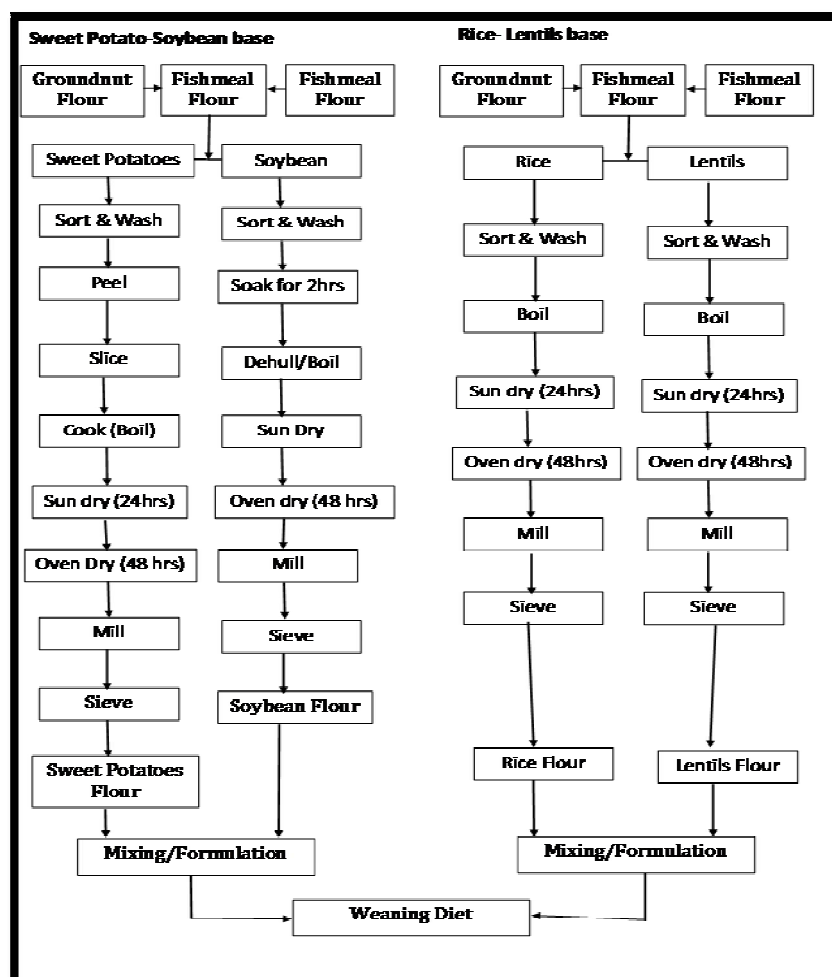 Sweet Potato-Soybean base
Groundnut
Flour
Fishmeal
Flour
Fishmeal
Flour
Sweet Potatoes
Soybean
Sort & Wash
Sort & Wash
Peel
Soak for 2hrs
Slice
Dehull/Boil
Cook (Boil)
Sun Dry
Sun dry (24hrs)
Oven dry (48 hrs)
Oven Dry (48 hrs)
Mill
Mill
Sieve
Sieve
Soybean Flour
Sweet Potatoes
Flour
Mixing/Formulation
Rice- Lentils base
Groundnut
Flour
Fishmeal
Flour
Fishmeal
Flour
Rice
Lentils
Sort & Wash
Sort & Wash
Boil
Boil
Sun dry (24hrs)
Sun dry (24hrs)
Oven dry (48hrs)
Oven dry (48hrs)
Mill
Mill
Sieve
Sieve
Rice Flour
Lentils Flour
Mixing/Formulation
Weaning Diet